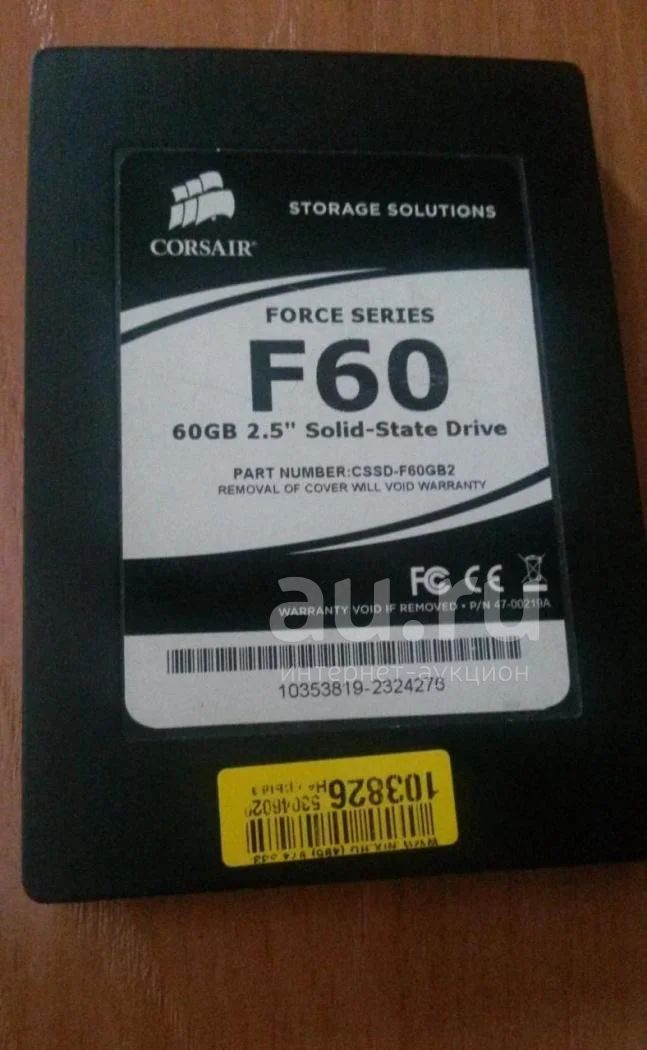 CORSAIR
STORAGE SOLUTIONS
FORCE SERIES
F60
60GB 2.5" Solid-State Drive
PART NUMBER:CSSD-F60GB2
REMOVAL OF COVER WILL VOID WARRANTY
FC CE
WARRANTY VOID IF REMOVED • P/N 47-00219A
au.ru
интернет-аукцион
10353819-2324276
103826